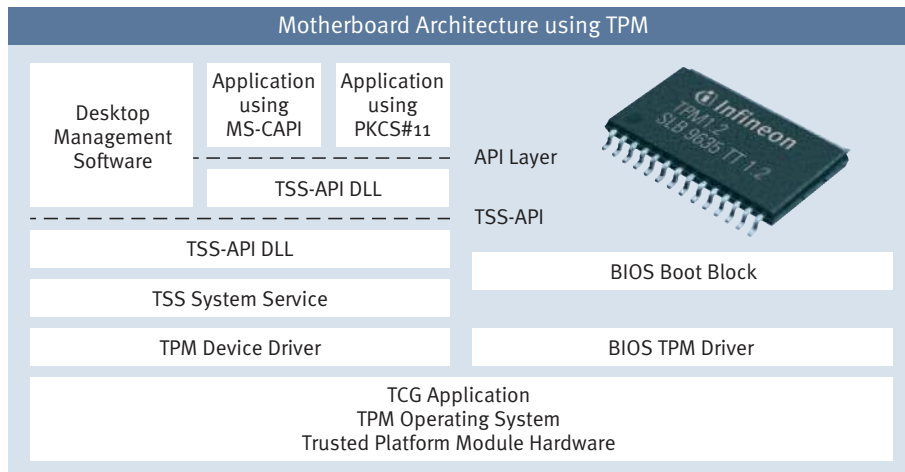 Motherboard Architecture using TPM
Desktop
Management
Software
Application
using
MS-CAPI
Application
using
PKCS#11
API Layer
TSS-API DLL
TSS-API
TSS-API DLL
TSS System Service
TPM Device Driver
Infineon
TPM1.2
SLB 9635 TT 1.2
BIOS Boot Block
BIOS TPM Driver
TCG Application
TPM Operating System
Trusted Platform Module Hardware